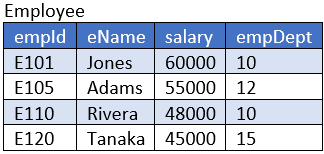 Employee
empId eName salary empDept
E101 Jones 60000 10
E105 Adams 55000 12
E110 Rivera 48000 10
E120 Tanaka 45000 15